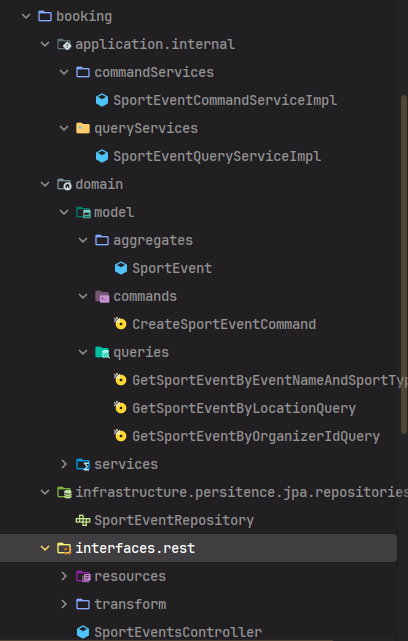 booking
application.internal
commandServices
SportEventCommandServiceImpl
queryServices
SportEventQueryServiceImpl
domain
model
aggregates
SportEvent
commands
CreateSportEventCommand
queries
GetSportEventByEventNameAndSportTyp
GetSportEventByLocationQuery
GetSportEventByOrganizerIdQuery
services
infrastructure.persitence.jpa.repositories
SportEventRepository
interfaces.rest
resources
transform
SportEventsController